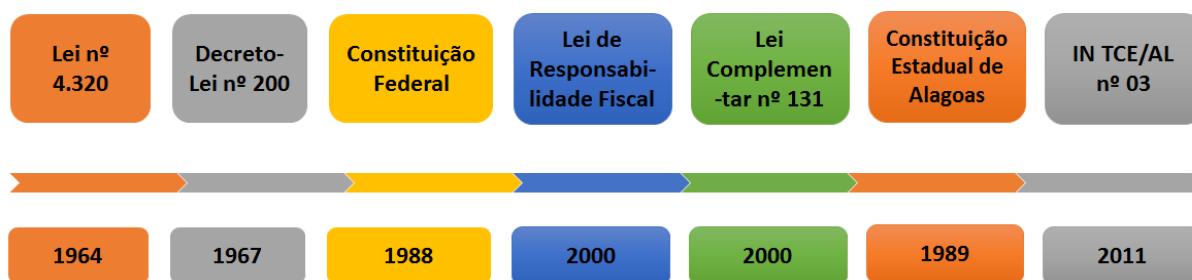 Lei nº
4.320
Decreto-
Lei nº 200
Constituição
Federal
Lei de
Responsabi-
lidade Fiscal
Lei
Complemen
-tar nº 131
Constituição
Estadual de
Alagoas
IN TCE/AL
nº 03
1964
1967
1988
2000
2000
1989
2011